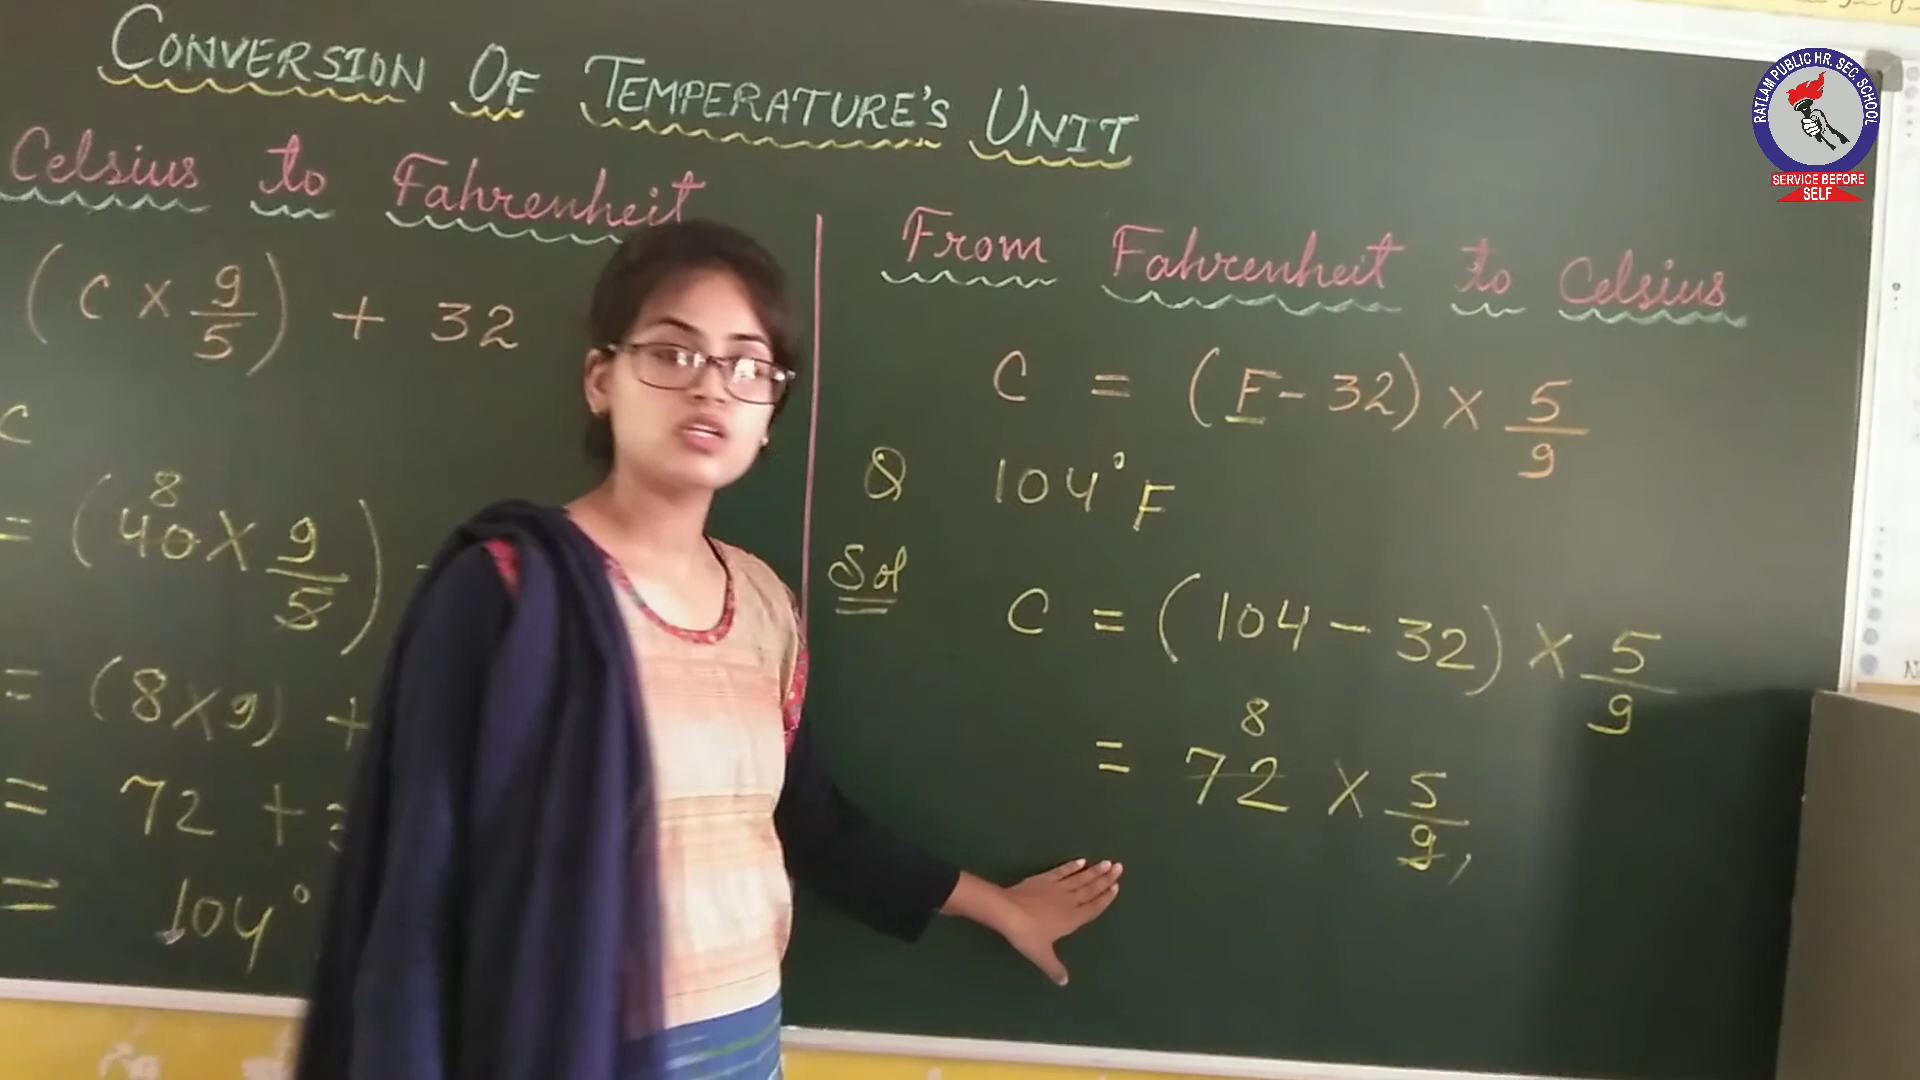 CONVERSION OF TEMPERATURE'S UNIT
Celsius to Fahrenheit
(C × 9/5) + 32
C
= (40 × 9/5)
8
= (8 × 9) +
= 72 +
= 104°
From Fahrenheit to Celsius
C = (F - 32) × 5/9
Q 104° F
Sol
C = (104 - 32) × 5/9
8
= 72 × 5/9,
RATLAM PUBLIC HR. SEC. SCHOOL
SERVICE BEFORE
SELF